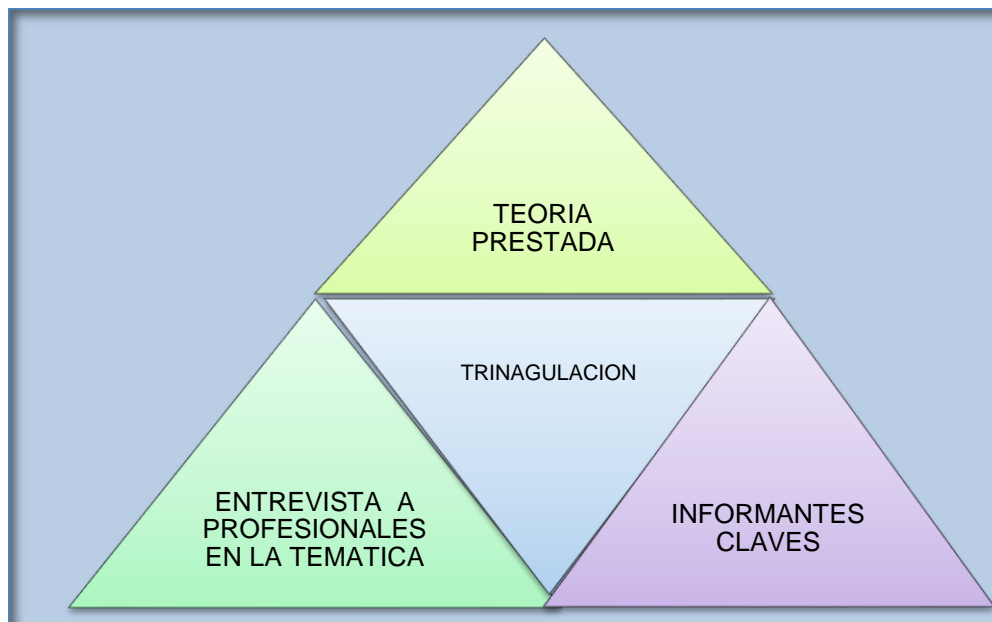 TEORIA
PRESTADA
TRINAGULACION
ENTREVISTA A
PROFESIONALES
EN LA TEMATICA
INFORMANTES
CLAVES